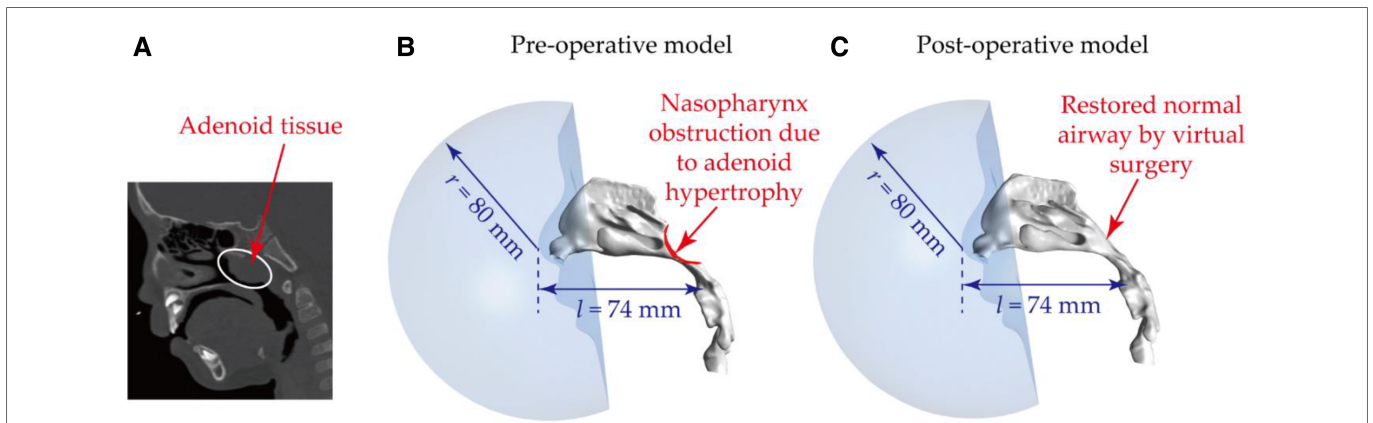 A
Adenoid tissue
B
Pre-operative model
Nasopharynx
obstruction due
to adenoid
hypertrophy
r = 80 mm
l = 74 mm
C
Post-operative model
Restored normal
airway by virtual
surgery
r = 80 mm
l = 74 mm